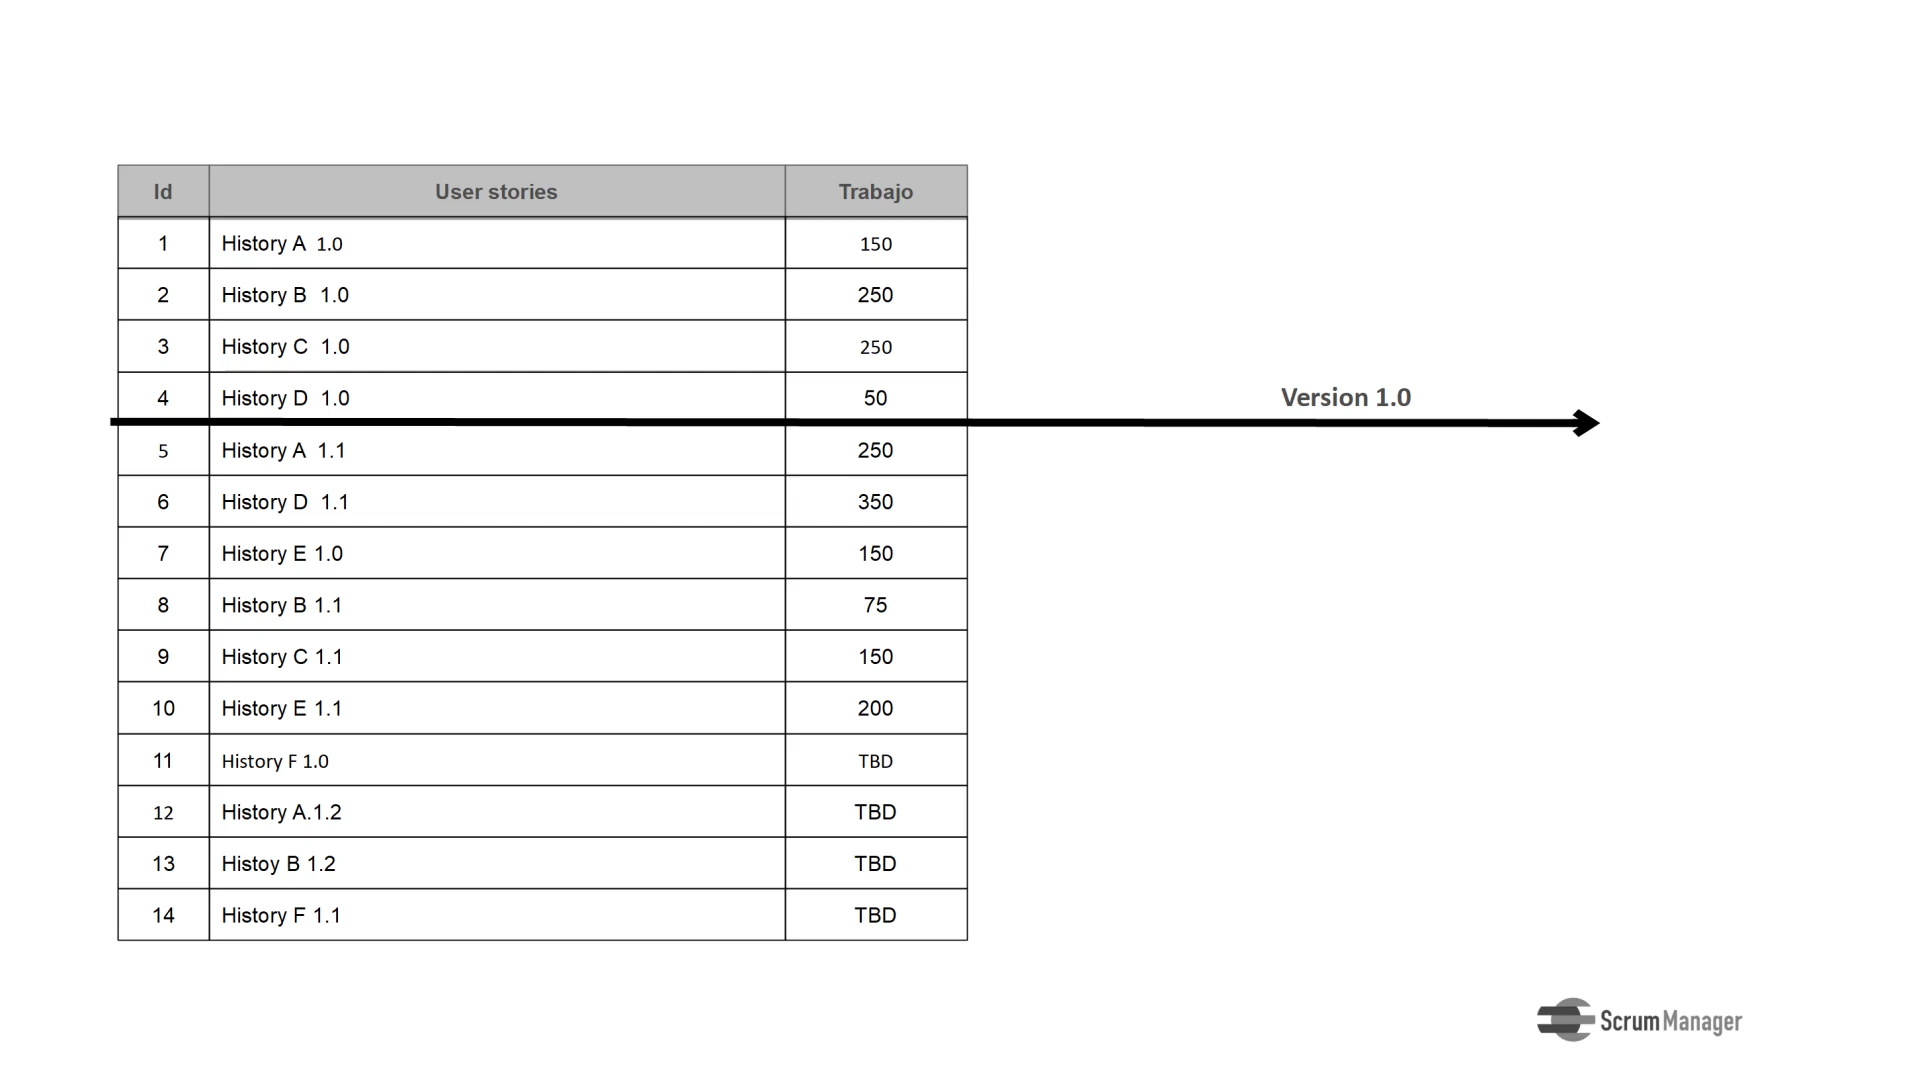 Id User stories Trabajo
1 History A 1.0 150
2 History B 1.0 250
3 History C 1.0 250
4 History D 1.0 50
Version 1.0
5 History A 1.1 250
6 History D 1.1 350
7 History E 1.0 150
8 History B 1.1 75
9 History C 1.1 150
10 History E 1.1 200
11 History F 1.0 TBD
12 History A.1.2 TBD
13 Histoy B 1.2 TBD
14 History F 1.1 TBD
ScrumManager